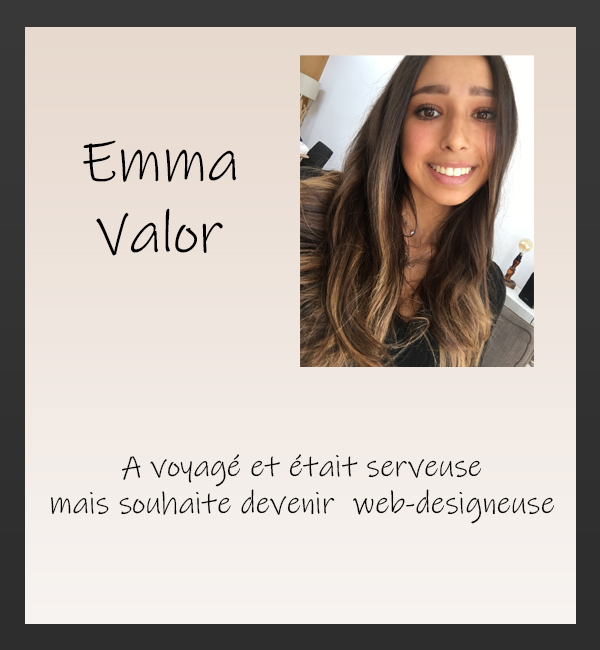 Emma
Valor
A voyagé et était serveuse
mais souhaite devenir web-designeuse